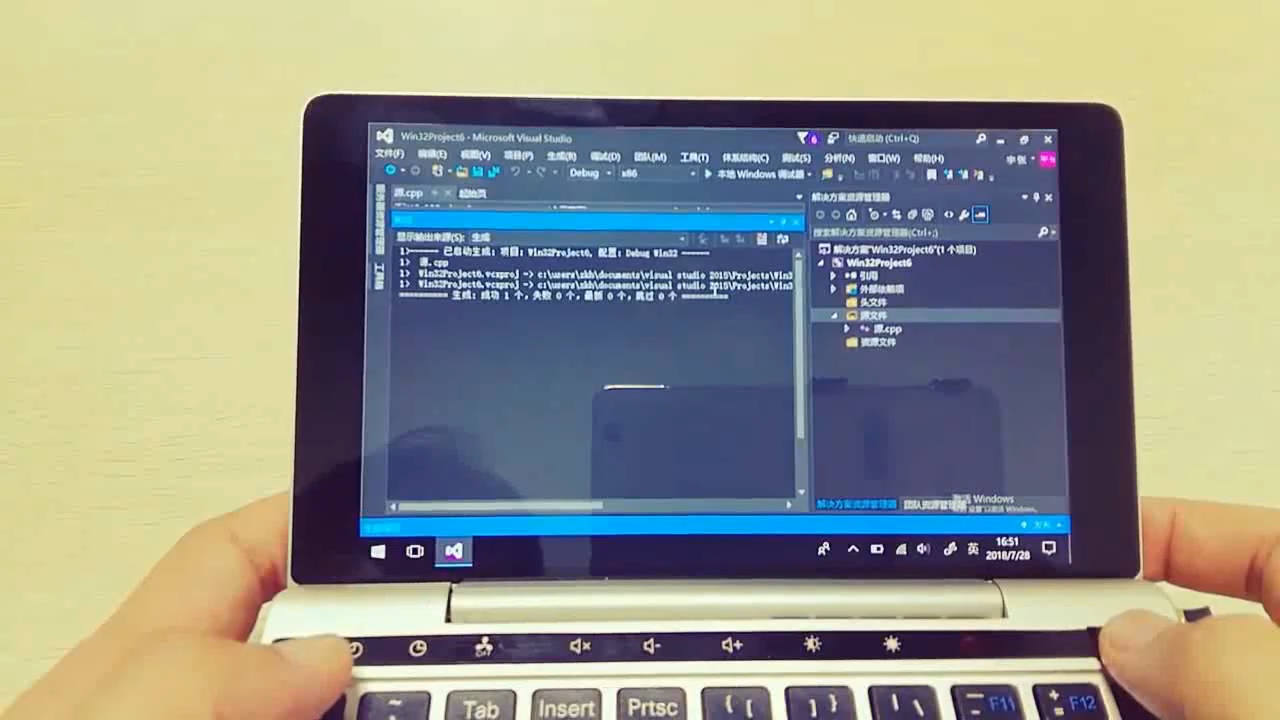 Win32Project6 - Microsoft Visual Studio
快速启动 (Ctrl+Q)
文件(F) 编辑(E) 视图(V) 项目(P) 生成(B) 调试(D) 团队(M) 工具(T) 体系结构(C) 测试(S) 分析(N) 窗口(W) 帮助(H)
Debug x86 本地 Windows 调试器
源.cpp 起始页
显示输出来源(S): 生成
1>------ 已启动生成: 项目: Win32Project6, 配置: Debug Win32 ------
1> 源.cpp
1> Win32Project6.vcxproj -> c:\users\zkh\documents\visual studio 2015\Projects\Win3
1> Win32Project6.vcxproj -> c:\users\zkh\documents\visual studio 2015\Projects\Win3
========== 生成: 成功 1 个，失败 0 个，最新 0 个，跳过 0 个 ==========
解决方案资源管理器
搜索解决方案资源管理器(Ctrl+;)
解决方案"Win32Project6"(1 个项目)
Win32Project6
引用
外部依赖项
头文件
源文件
源.cpp
资源文件
解决方案资源管理器 团队资源管理器
激活 Windows
英
16:51
2018/7/28
~ Tab Insert Prtsc { [ } ] | \ - F11 + = F12